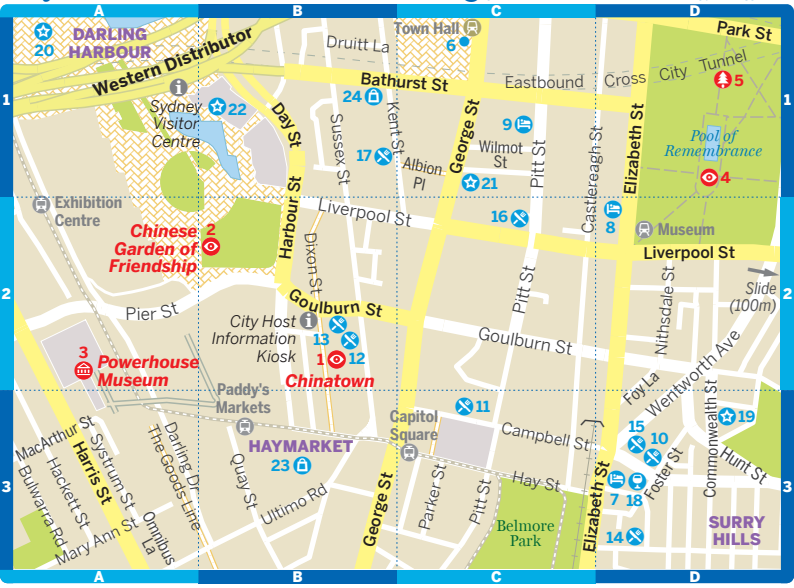 A
B
C
D
20
DARLING
HARBOUR
Western Distributor
Druitt La
Town Hall
6
Park St
Bathurst St
Eastbound
Cross
City
Tunnel
5
1
1
Sydney
Visitor
Centre
22
Day St
24
Kent St
Sussex St
17
Albion
Pl
George St
9
Wilmot
St
Pitt St
21
Castlereagh St
Elizabeth St
Pool of
Remembrance
4
Exhibition
Centre
Chinese
Garden of
Friendship
2
Harbour St
Liverpool St
Dixon St
16
8
Museum
Liverpool St
Slide
(100m)
2
2
Pier St
Goulburn St
Pitt St
Nithsdale St
City Host
Information
Kiosk
13
12
1
Chinatown
Goulburn St
3
Powerhouse
Museum
Foy La
Wentworth Ave
Paddy's
Markets
Capitol
Square
11
Campbell St
Commonwealth St
19
15
10
HAYMARKET
23
MacArthur St
Systrum St
Harris St
Hackett St
Bulwarra Rd
Mary Ann St
Omnibus
La
Darling Dr
The Goods Line
Quay St
Ultimo Rd
George St
Parker St
Pitt St
Hay St
Belmore
Park
Elizabeth St
7
18
Foster St
Hunt St
14
SURRY
HILLS
3
3
A
B
C
D